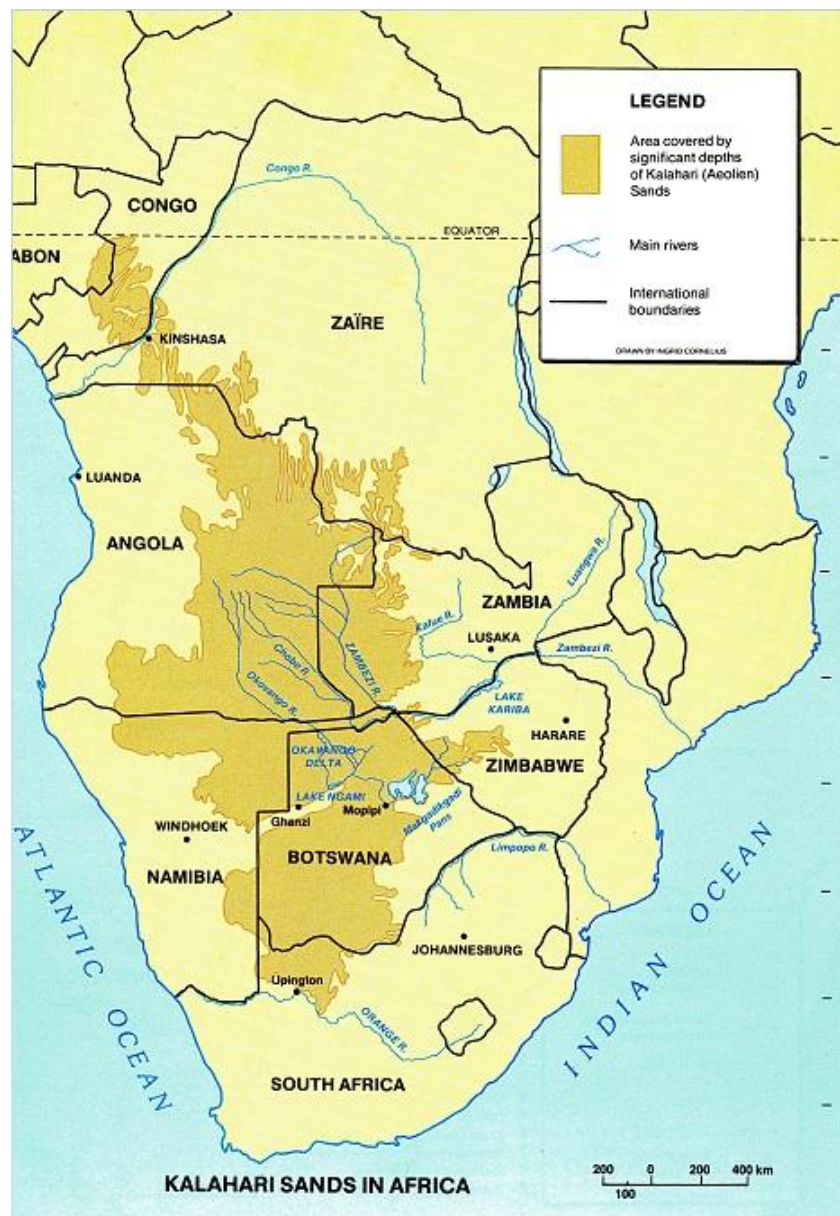 LEGEND
Area covered by
significant depths
of Kalahari (Aeolien)
Sands
Main rivers
International
boundaries
DRAWN BY INGRID CORNELIUS
CONGO
Congo R.
EQUATOR
ABON
ZAÏRE
KINSHASA
LUANDA
ANGOLA
Luangwa R.
ZAMBIA
Kafue R.
LUSAKA
Zambezi R.
ZAMBEZI R.
Chobe R.
Okovango R.
LAKE
KARIBA
HARARE
OKAWANGO
DELTA
ZIMBABWE
LAKE NGAMI
Ghanzi
Mopipi
Makgadikgadi
Pans
WINDHOEK
BOTSWANA
Limpopo R.
NAMIBIA
JOHANNESBURG
Upington
ORANGE R.
SOUTH AFRICA
ATLANTIC OCEAN
INDIAN OCEAN
KALAHARI SANDS IN AFRICA
200 0 200 400 km
100